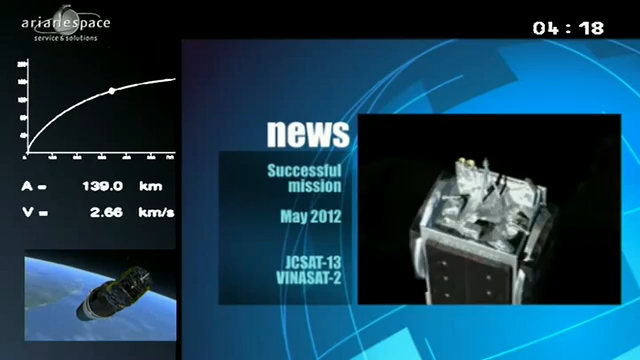 arianespace
service & solutions
04 : 18
A = 139.0 km
V = 2.66 km/s
news
Successful
mission
May 2012
JCSAT-13
VINASAT-2